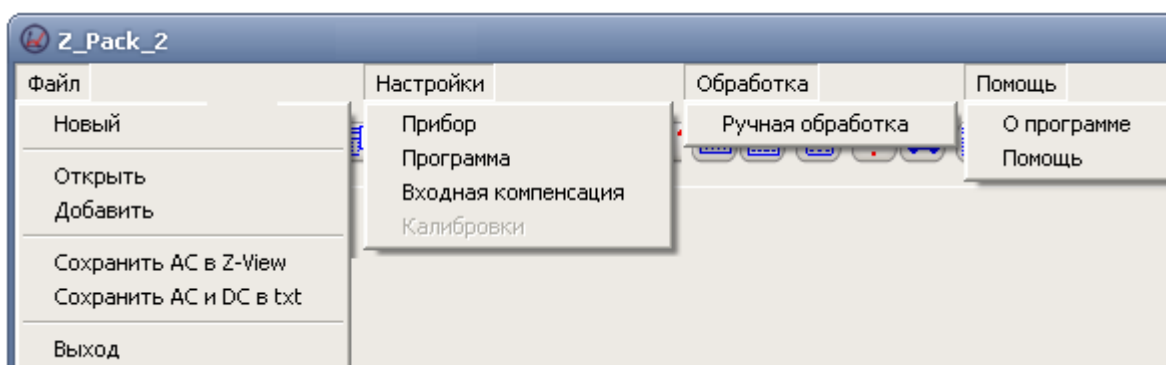 Z_Pack_2
Файл
Настройки
Обработка
Помощь
Новый
Открыть
Добавить
Сохранить AC в Z-View
Сохранить AC и DC в txt
Выход
Прибор
Программа
Входная компенсация
Калибровки
Ручная обработка
О программе
Помощь